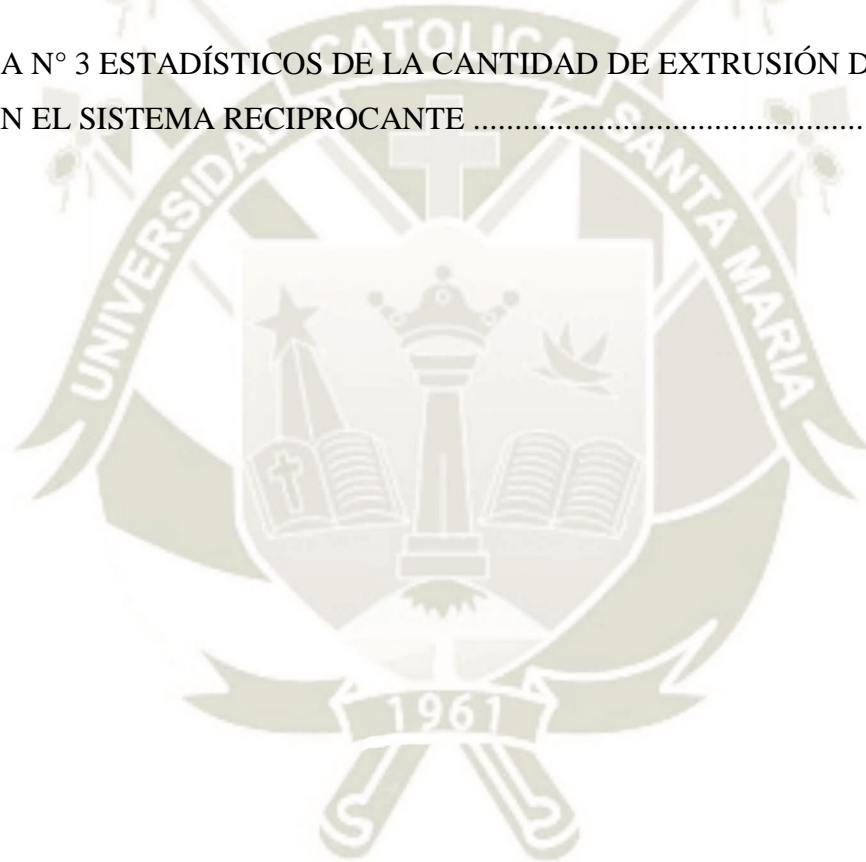 A N° 3 ESTADÍSTICOS DE LA CANTIDAD DE EXTRUSIÓN D
N EL SISTEMA RECIPROCANTE ..........................................................
UNIVERSIDAD CATOLICA SANTA MARIA
1961